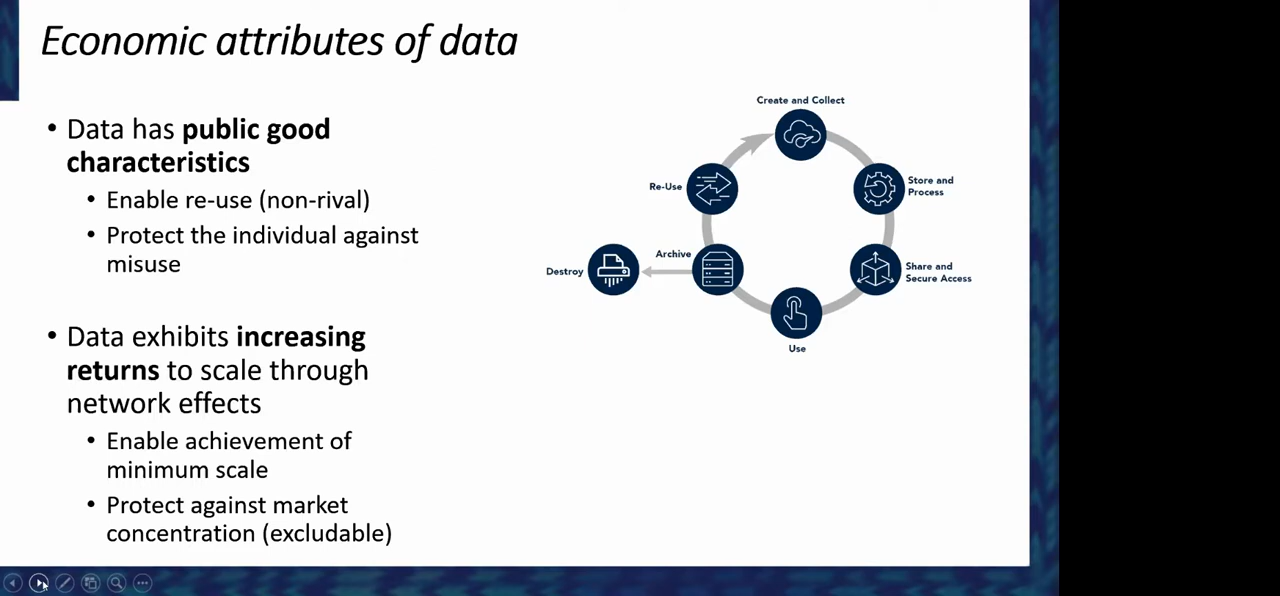 Economic attributes of data
• Data has public good
characteristics
• Enable re-use (non-rival)
• Protect the individual against
misuse
• Data exhibits increasing
returns to scale through
network effects
• Enable achievement of
minimum scale
• Protect against market
concentration (excludable)
Create and Collect
Store and
Process
Share and
Secure Access
Use
Archive
Destroy
Re-Use